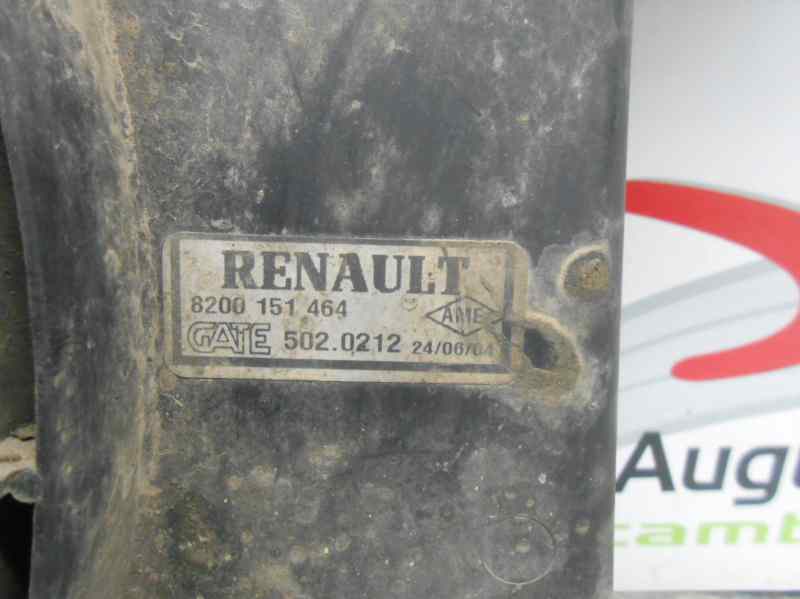 RENAULT
8200 151 464
AME
GATE 502.0212 24/06/04